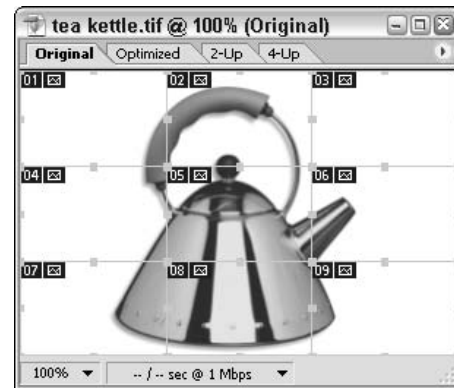 tea kettle.tif @ 100% (Original)
Original Optimized 2-Up 4-Up
01 02 03
04 05 06
07 08 09
100% -- / -- sec @ 1 Mbps